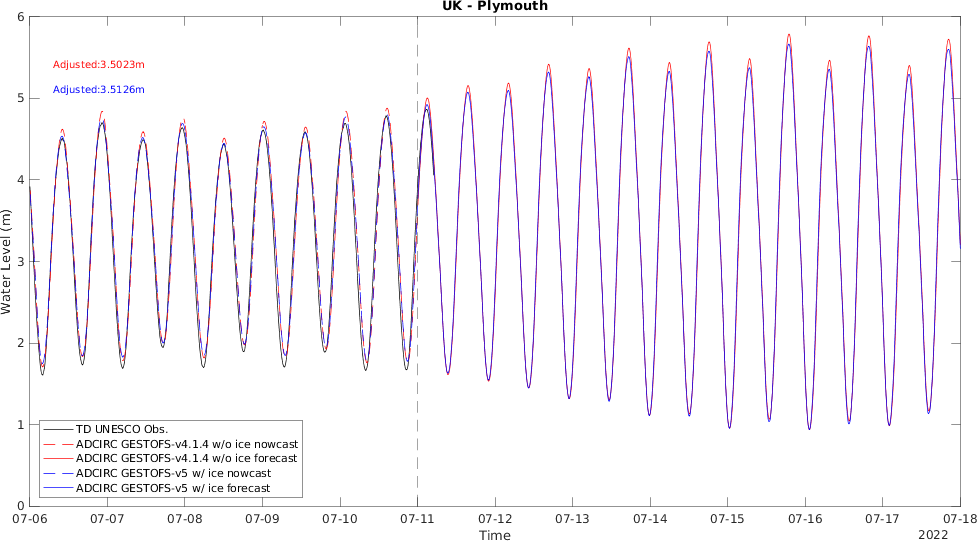 UK - Plymouth
6
Adjusted:3.5023m
Adjusted:3.5126m
5
4
3
2
1
0
Water Level (m)
TD UNESCO Obs.
ADCIRC GESTOFS-v4.1.4 w/o ice nowcast
ADCIRC GESTOFS-v4.1.4 w/o ice forecast
ADCIRC GESTOFS-v5 w/ ice nowcast
ADCIRC GESTOFS-v5 w/ ice forecast
07-06 07-07 07-08 07-09 07-10 07-11 07-12 07-13 07-14 07-15 07-16 07-17 07-18
Time
2022